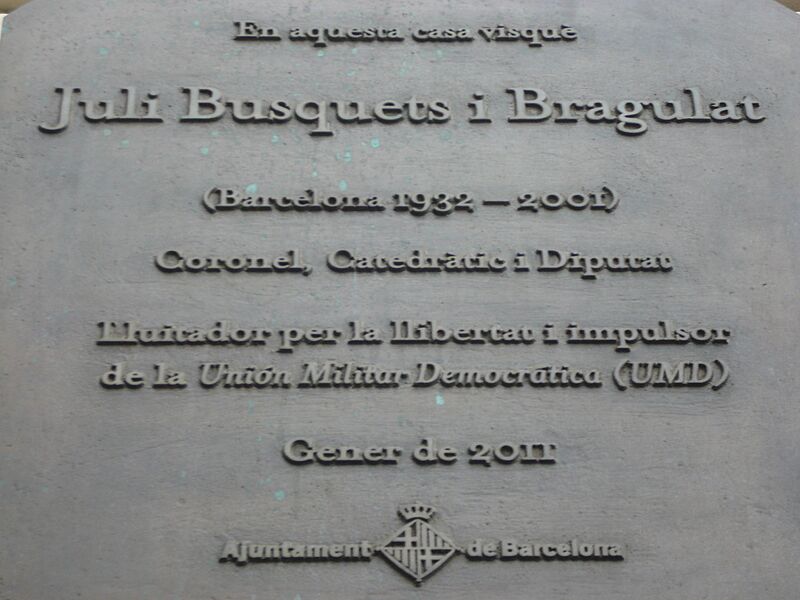 En aquesta casa visquè
Juli Busquets i Bragulat
(Barcelona 1932 – 2001)
Coronel, Catedràtic i Diputat
Lluitador per la llibertat i impulsor
de la Unión Militar Democrática (UMD)
Gener de 2011
Ajuntament de Barcelona